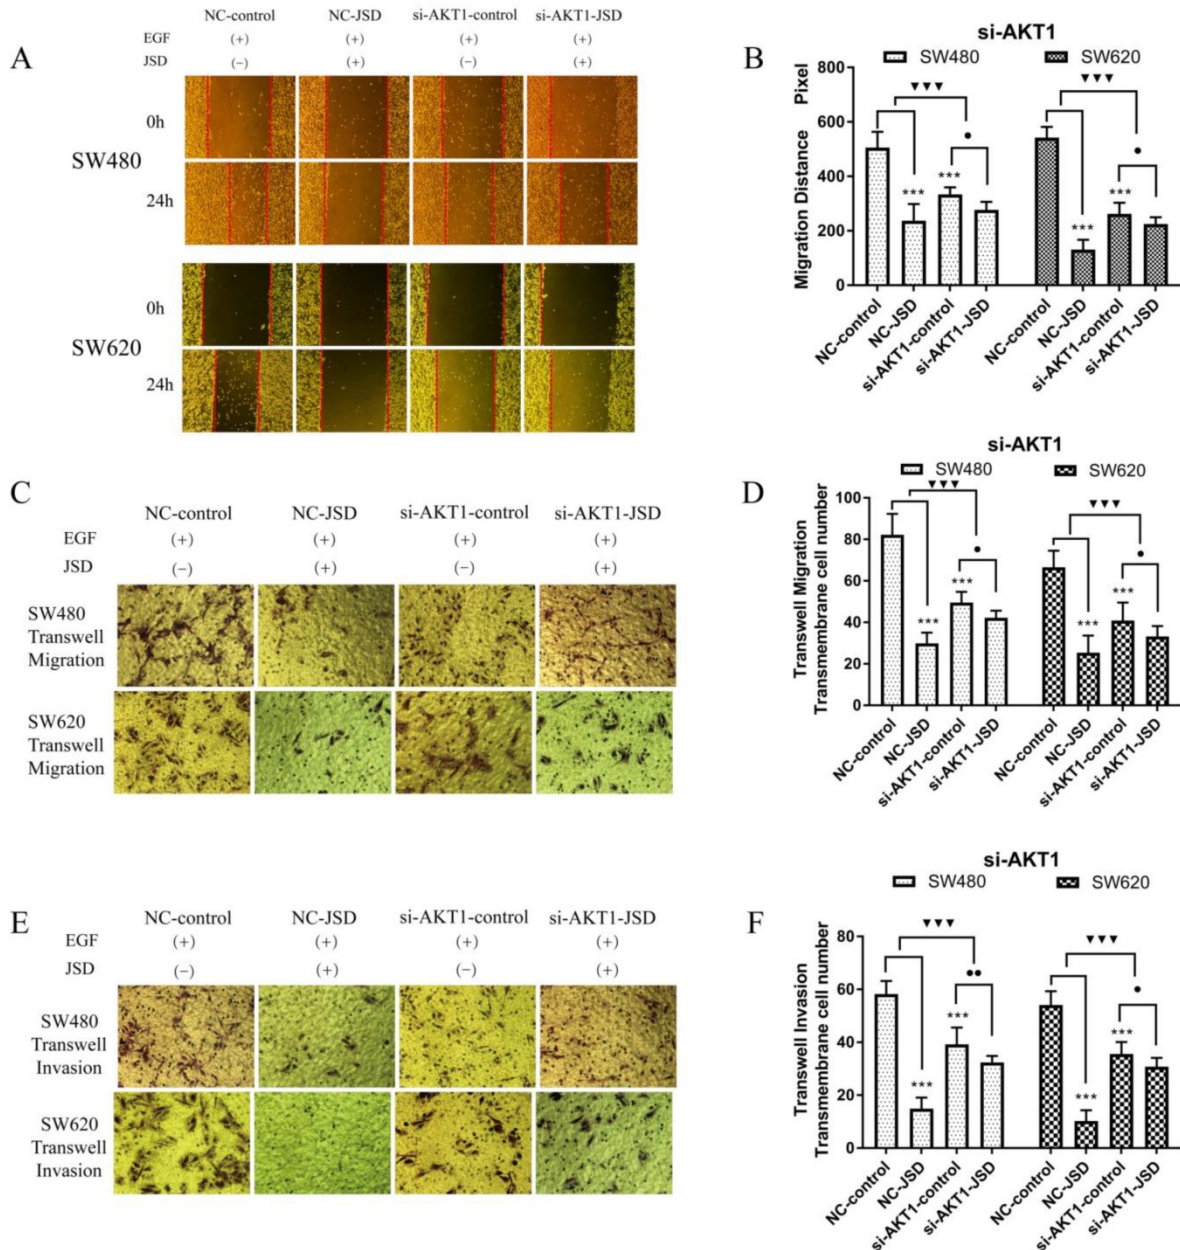 NC-control NC-JSD si-AKT1-control si-AKT1-JSD
EGF (+) (+) (+) (+)
JSD (−) (+) (−) (+)
A
0h
SW480
24h
0h
SW620
24h
B
si-AKT1
SW480 SW620
Migration Distance Pixel
800
600
400
200
0
***
***
***
***
NC-control
NC-JSD
si-AKT1-control
si-AKT1-JSD
NC-control
NC-JSD
si-AKT1-control
si-AKT1-JSD
C
NC-control NC-JSD si-AKT1-control si-AKT1-JSD
EGF (+) (+) (+) (+)
JSD (−) (+) (−) (+)
SW480
Transwell
Migration
SW620
Transwell
Migration
D
si-AKT1
SW480 SW620
Transwell Migration
Transmembrane cell number
100
80
60
40
20
0
***
***
***
***
NC-control
NC-JSD
si-AKT1-control
si-AKT1-JSD
NC-control
NC-JSD
si-AKT1-control
si-AKT1-JSD
E
NC-control NC-JSD si-AKT1-control si-AKT1-JSD
EGF (+) (+) (+) (+)
JSD (−) (+) (−) (+)
SW480
Transwell
Invasion
SW620
Transwell
Invasion
F
si-AKT1
SW480 SW620
Transwell Invasion
Transmembrane cell number
80
60
40
20
0
***
***
***
***
NC-control
NC-JSD
si-AKT1-control
si-AKT1-JSD
NC-control
NC-JSD
si-AKT1-control
si-AKT1-JSD